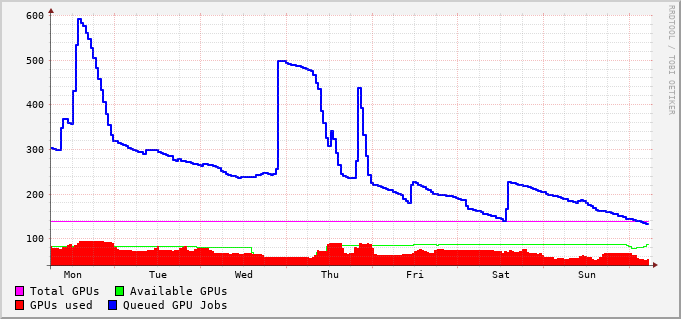 600
500
400
300
200
100
Mon Tue Wed Thu Fri Sat Sun
Total GPUs Available GPUs
GPUs used Queued GPU Jobs
RRDTOOL / TOBI OETIKER